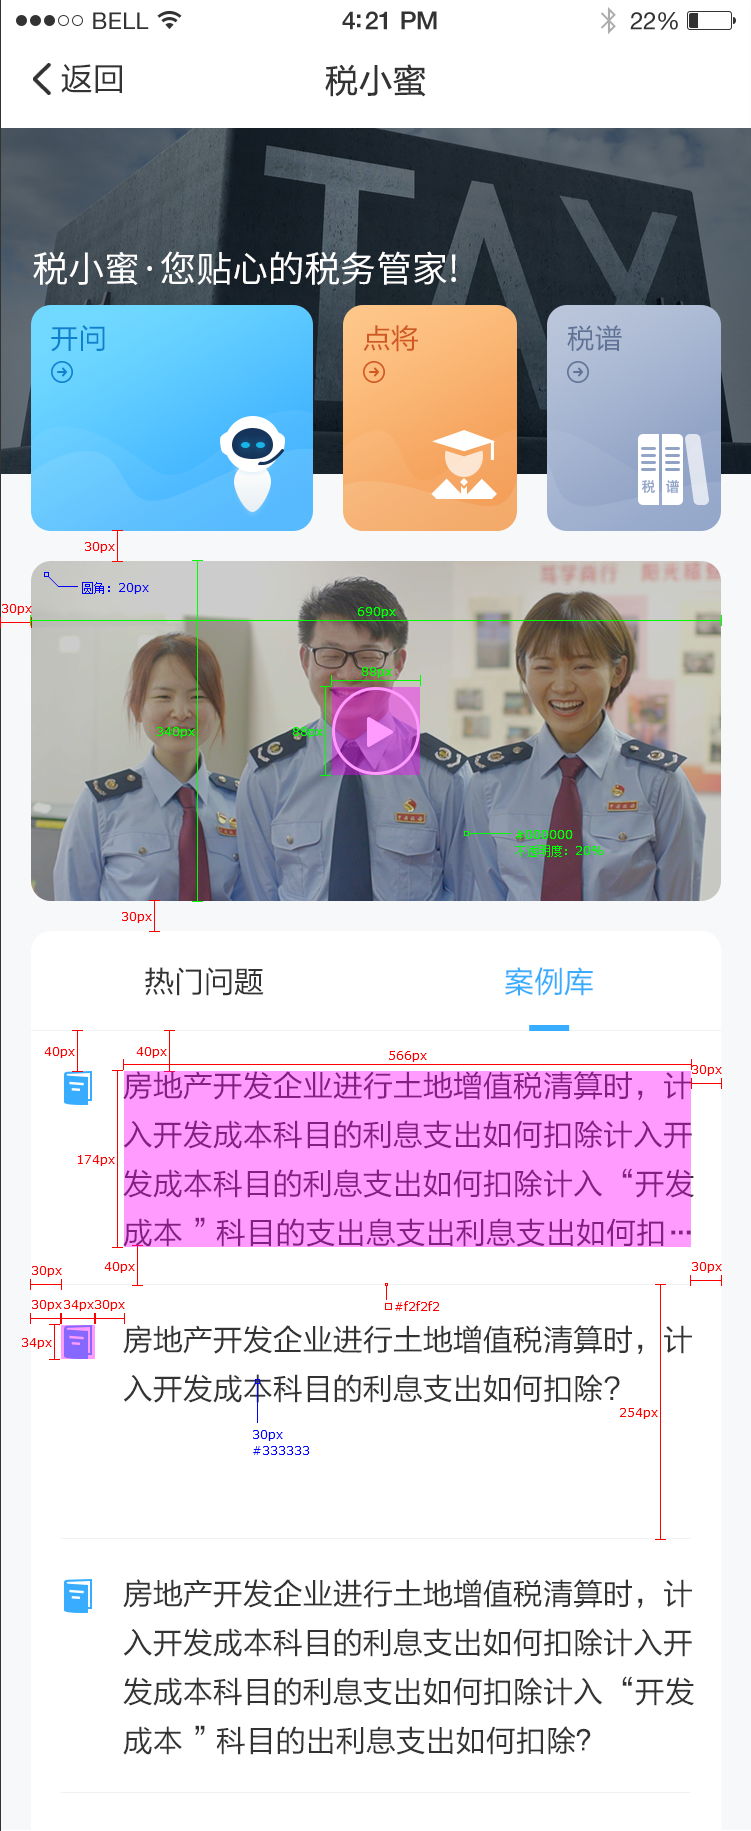 BELL
4:21 PM
22%
返回
税小蜜
TAX
税小蜜·您贴心的税务管家!
开问
点将
税谱
税 谱
30px
圆角：20px
30px
690px
88px
348px
88px
#000000
不透明度：20%
30px
热门问题
案例库
40px
40px
566px
30px
房地产开发企业进行土地增值税清算时，计
入开发成本科目的利息支出如何扣除计入开
174px
发成本科目的利息支出如何扣除计入“开发
成本”科目的支出息支出利息支出如何扣…
40px
30px
30px
30px
34px
30px
#f2f2f2
34px
房地产开发企业进行土地增值税清算时，计
入开发成本科目的利息支出如何扣除?
254px
30px
#333333
房地产开发企业进行土地增值税清算时，计
入开发成本科目的利息支出如何扣除计入开
发成本科目的利息支出如何扣除计入“开发
成本”科目的出利息支出如何扣除?